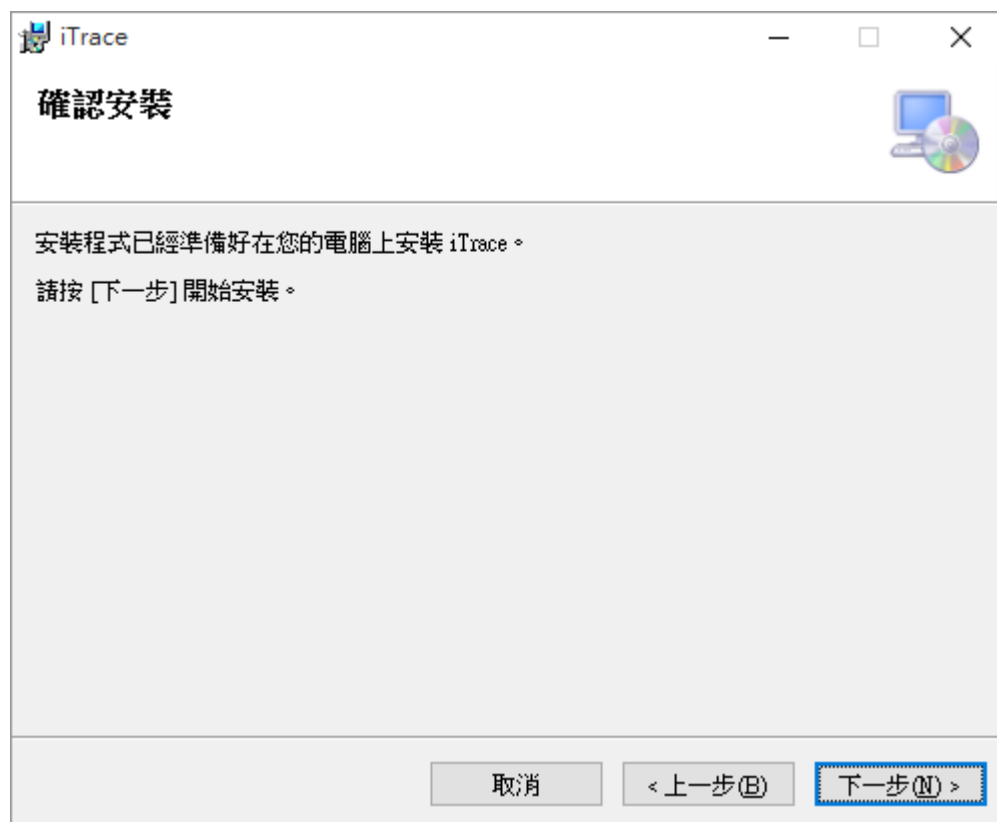 iTrace
確認安裝
安裝程式已經準備好在您的電腦上安裝 iTrace。
請按 [下一步] 開始安裝。
取消
< 上一步(B)
下一步(N) >